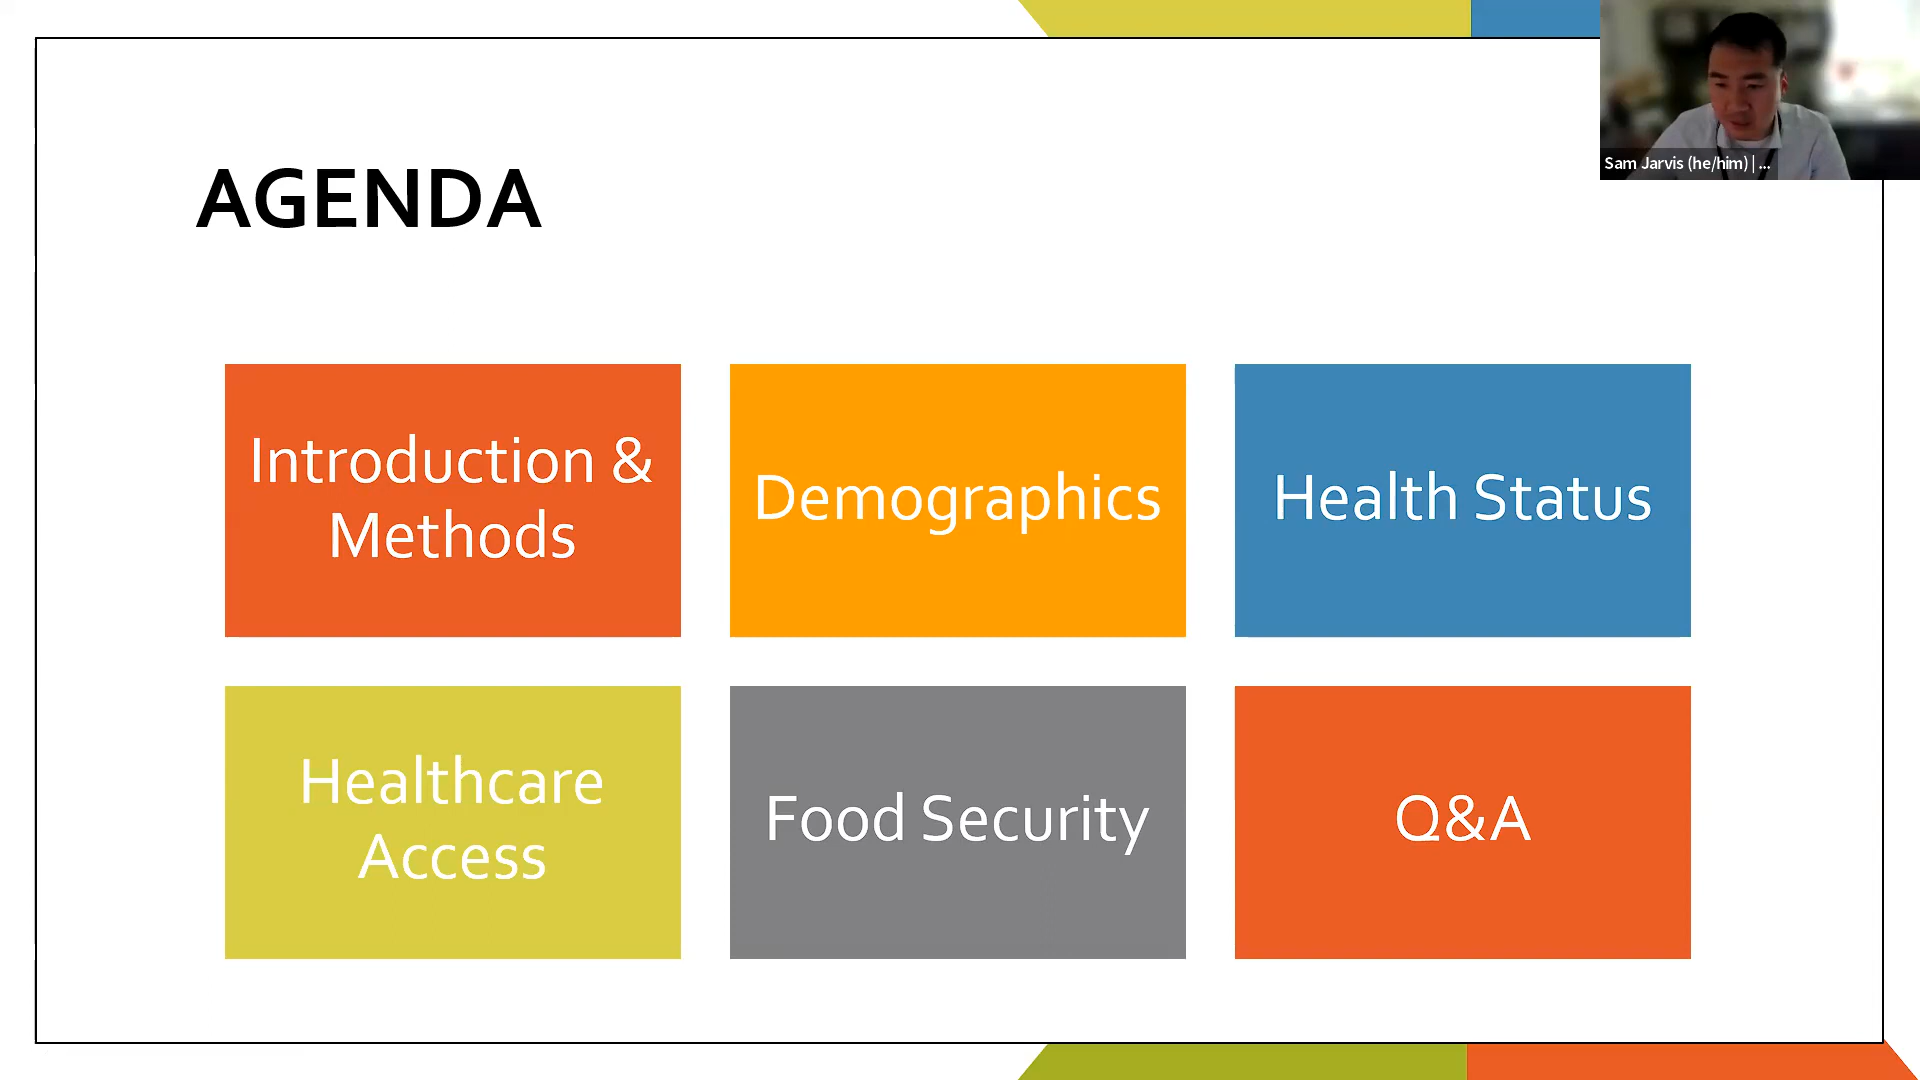 Sam Jarvis (he/him) | ...
AGENDA
Introduction &
Methods
Demographics
Health Status
Healthcare
Access
Food Security
Q&A